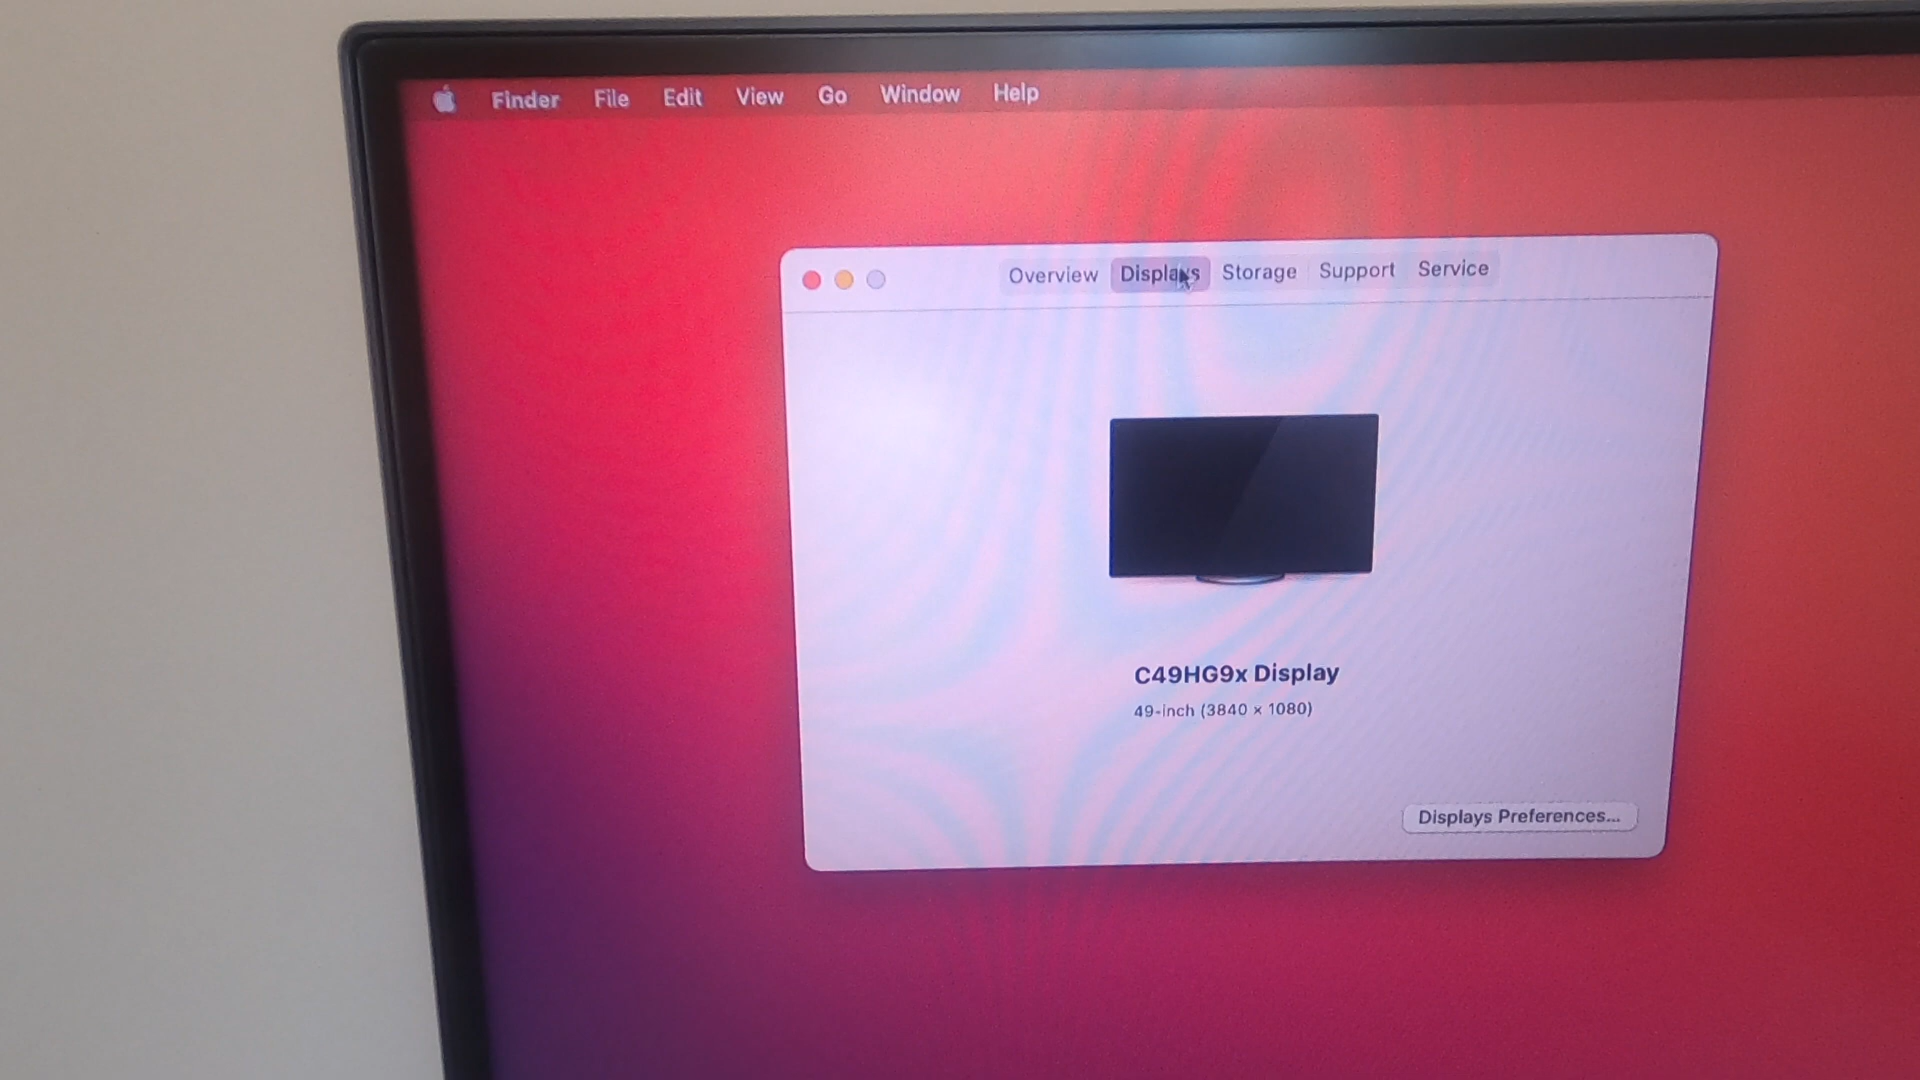 Finder File Edit View Go Window Help
Overview Displays Storage Support Service
C49HG9x Display
49-inch (3840 × 1080)
Displays Preferences...